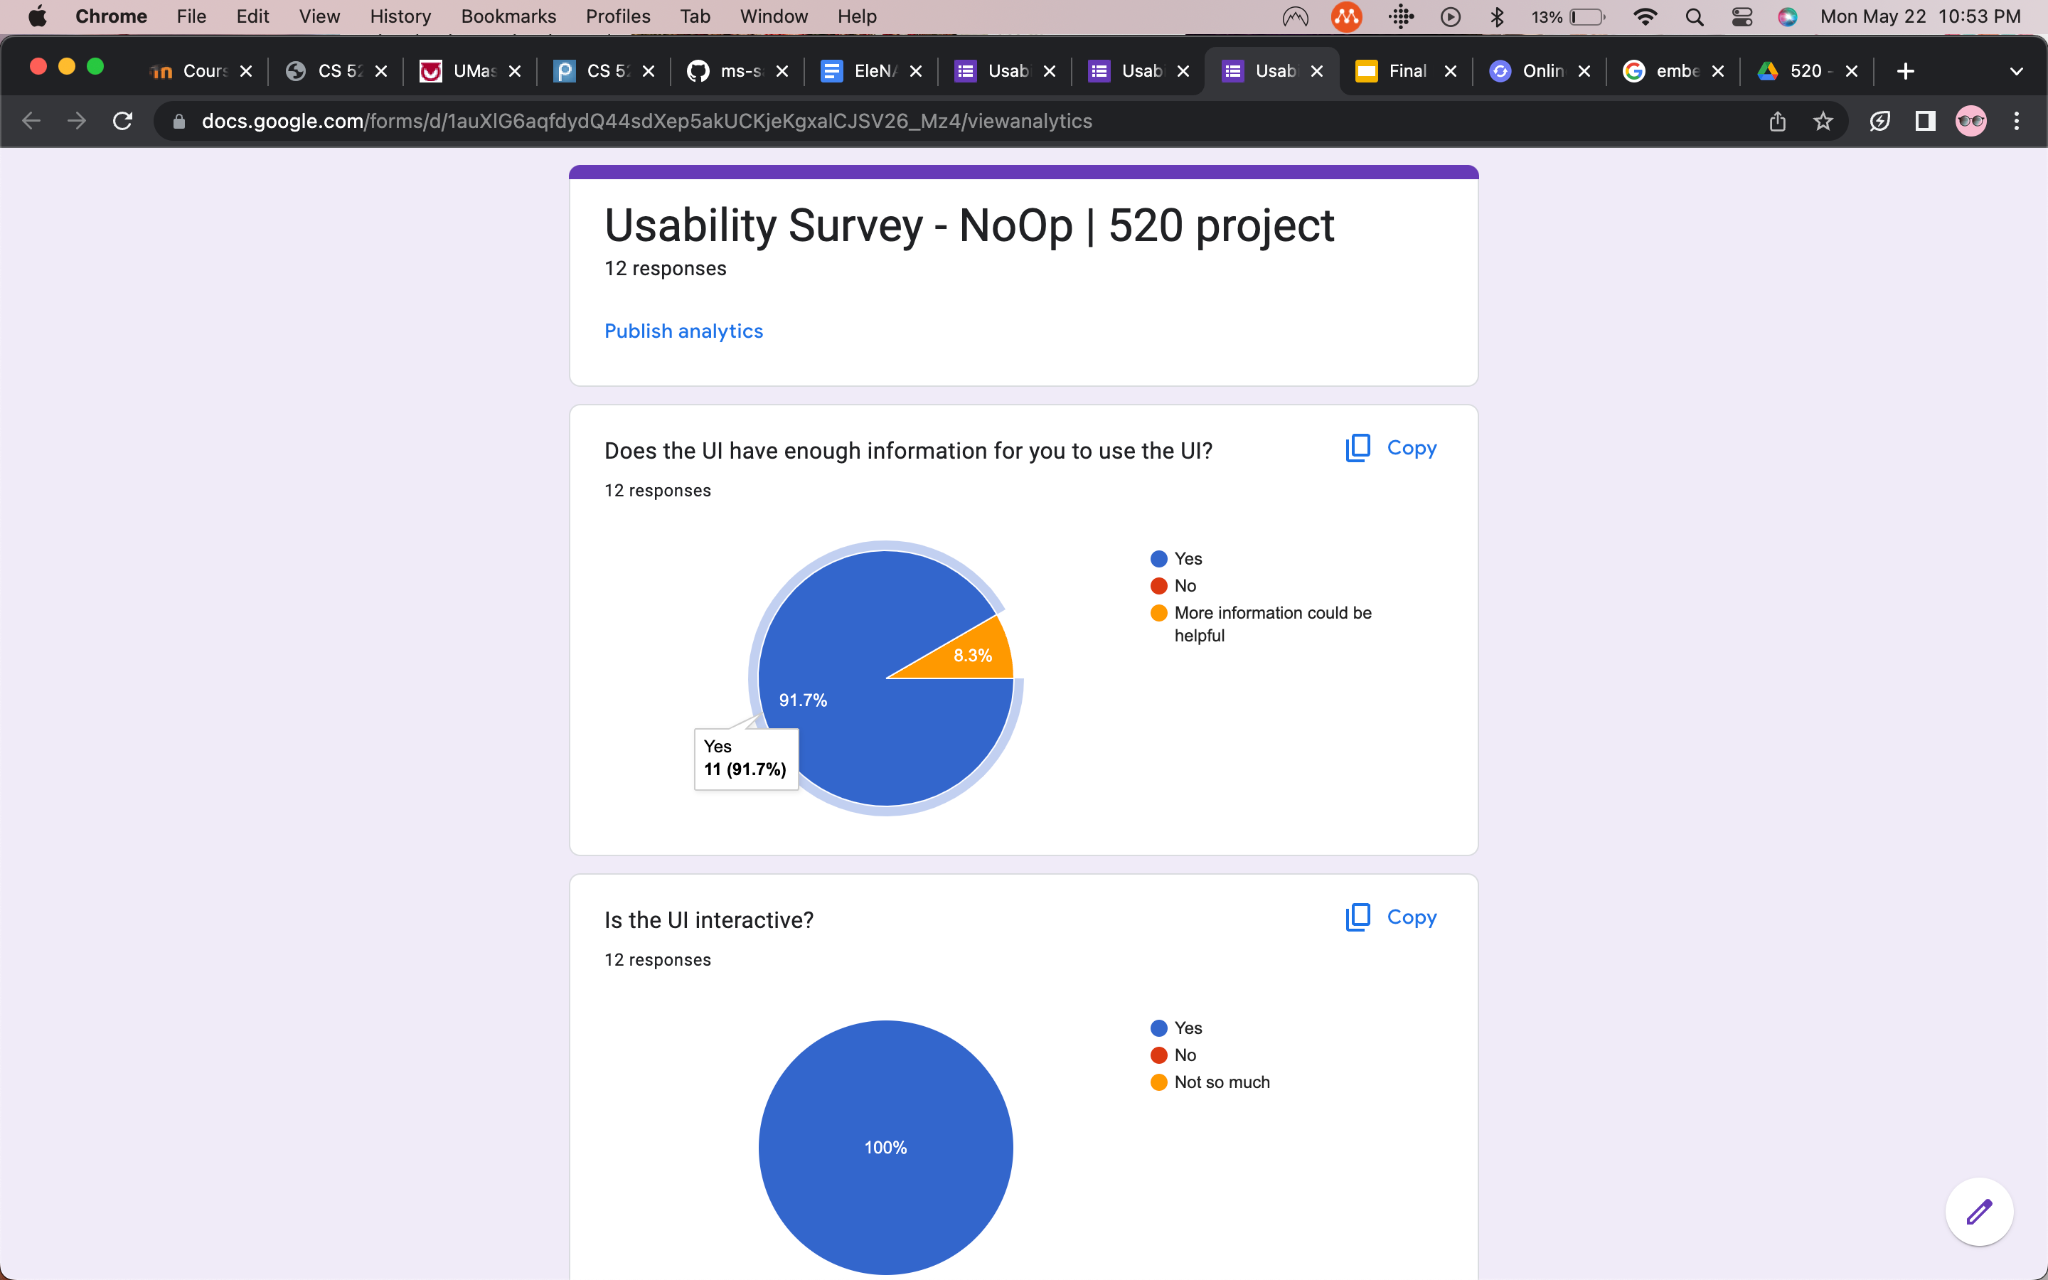 Chrome File Edit View History Bookmarks Profiles Tab Window Help 13% Mon May 22 10:53 PM
Cours CS 52 UMas CS 52 ms-s EleNA Usabi Usabi Usabi Final Onlin embe 520 -
docs.google.com/forms/d/1auXlG6aqfdydQ44sdXep5akUCKjeKgxalCJSV26_Mz4/viewanalytics
Usability Survey - NoOp | 520 project
12 responses
Publish analytics
Does the UI have enough information for you to use the UI?
Copy
12 responses
Yes
No
More information could be
helpful
8.3%
91.7%
Yes
11 (91.7%)
Is the UI interactive?
Copy
12 responses
Yes
No
Not so much
100%